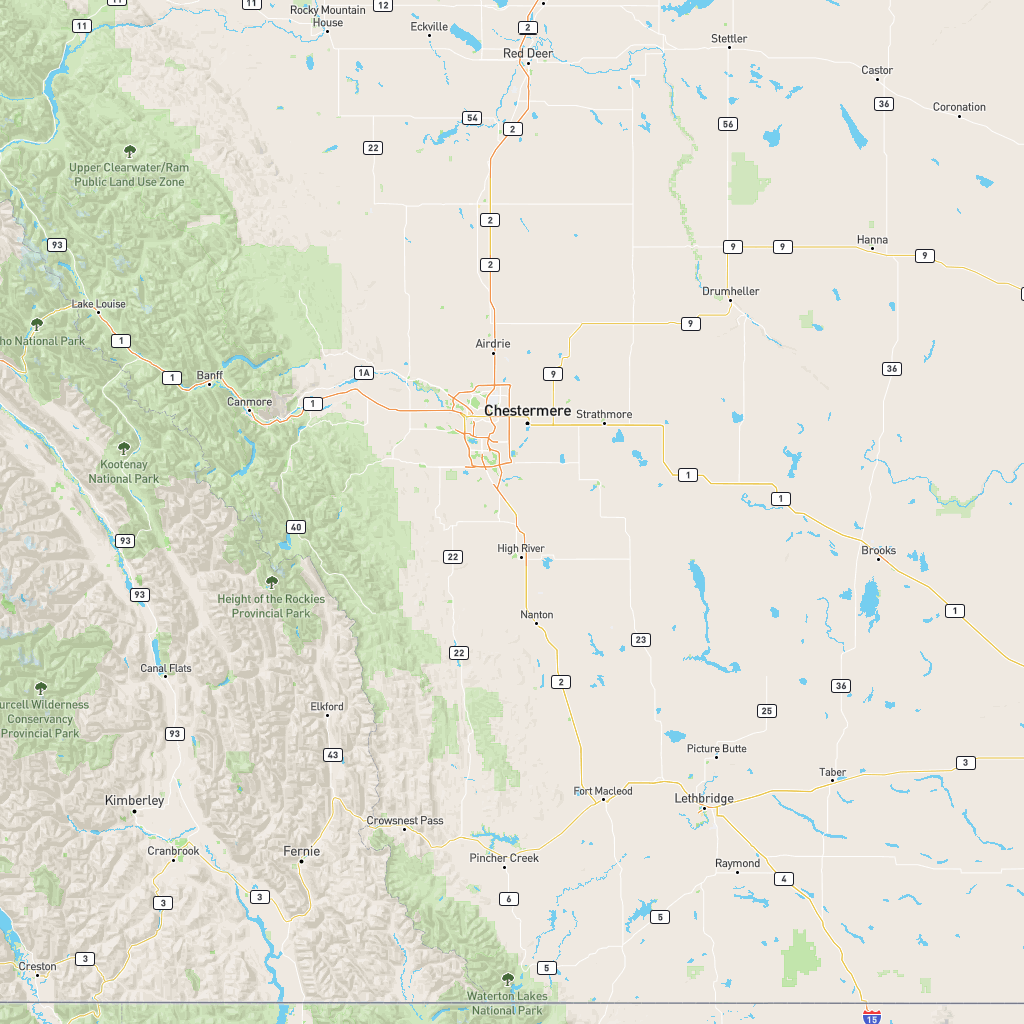 11
11
12
Rocky Mountain
House
11
Eckville
2
Stettler
Red Deer
Castor
36
Coronation
54
56
2
22
Upper Clearwater/Ram
Public Land Use Zone
2
93
9
9
Hanna
9
2
Drumheller
Lake Louise
9
ho National Park
1
Airdrie
36
1A
9
1
Banff
Canmore
1
Chestermere
Strathmore
Kootenay
National Park
1
1
40
93
High River
22
Brooks
93
Height of the Rockies
Provincial Park
1
Nanton
23
22
Canal Flats
2
36
urcell Wilderness
Conservancy
Provincial Park
Elkford
25
93
Picture Butte
43
3
Taber
Fort Macleod
Lethbridge
Kimberley
Crowsnest Pass
Cranbrook
Fernie
Pincher Creek
Raymond
4
3
3
6
5
3
Creston
5
Waterton Lakes
National Park
15